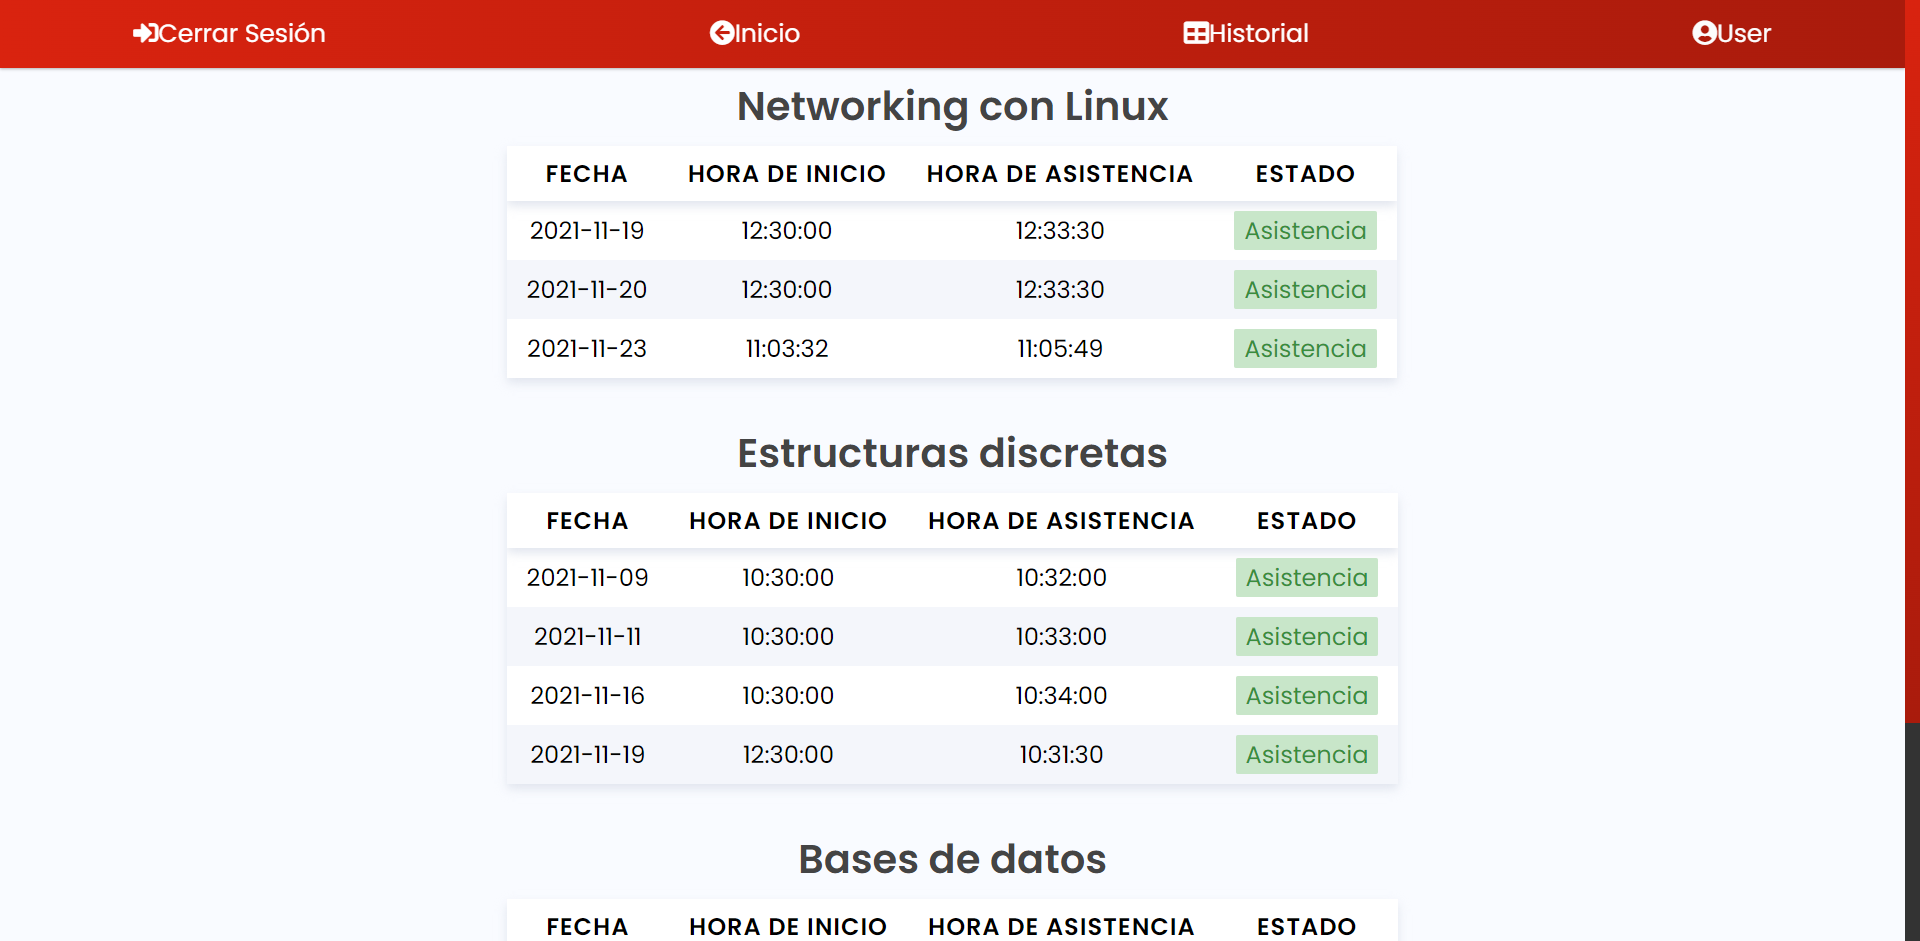 Cerrar Sesión Inicio Historial User
Networking con Linux
FECHA HORA DE INICIO HORA DE ASISTENCIA ESTADO
2021-11-19 12:30:00 12:33:30 Asistencia
2021-11-20 12:30:00 12:33:30 Asistencia
2021-11-23 11:03:32 11:05:49 Asistencia
Estructuras discretas
FECHA HORA DE INICIO HORA DE ASISTENCIA ESTADO
2021-11-09 10:30:00 10:32:00 Asistencia
2021-11-11 10:30:00 10:33:00 Asistencia
2021-11-16 10:30:00 10:34:00 Asistencia
2021-11-19 12:30:00 10:31:30 Asistencia
Bases de datos
FECHA HORA DE INICIO HORA DE ASISTENCIA ESTADO